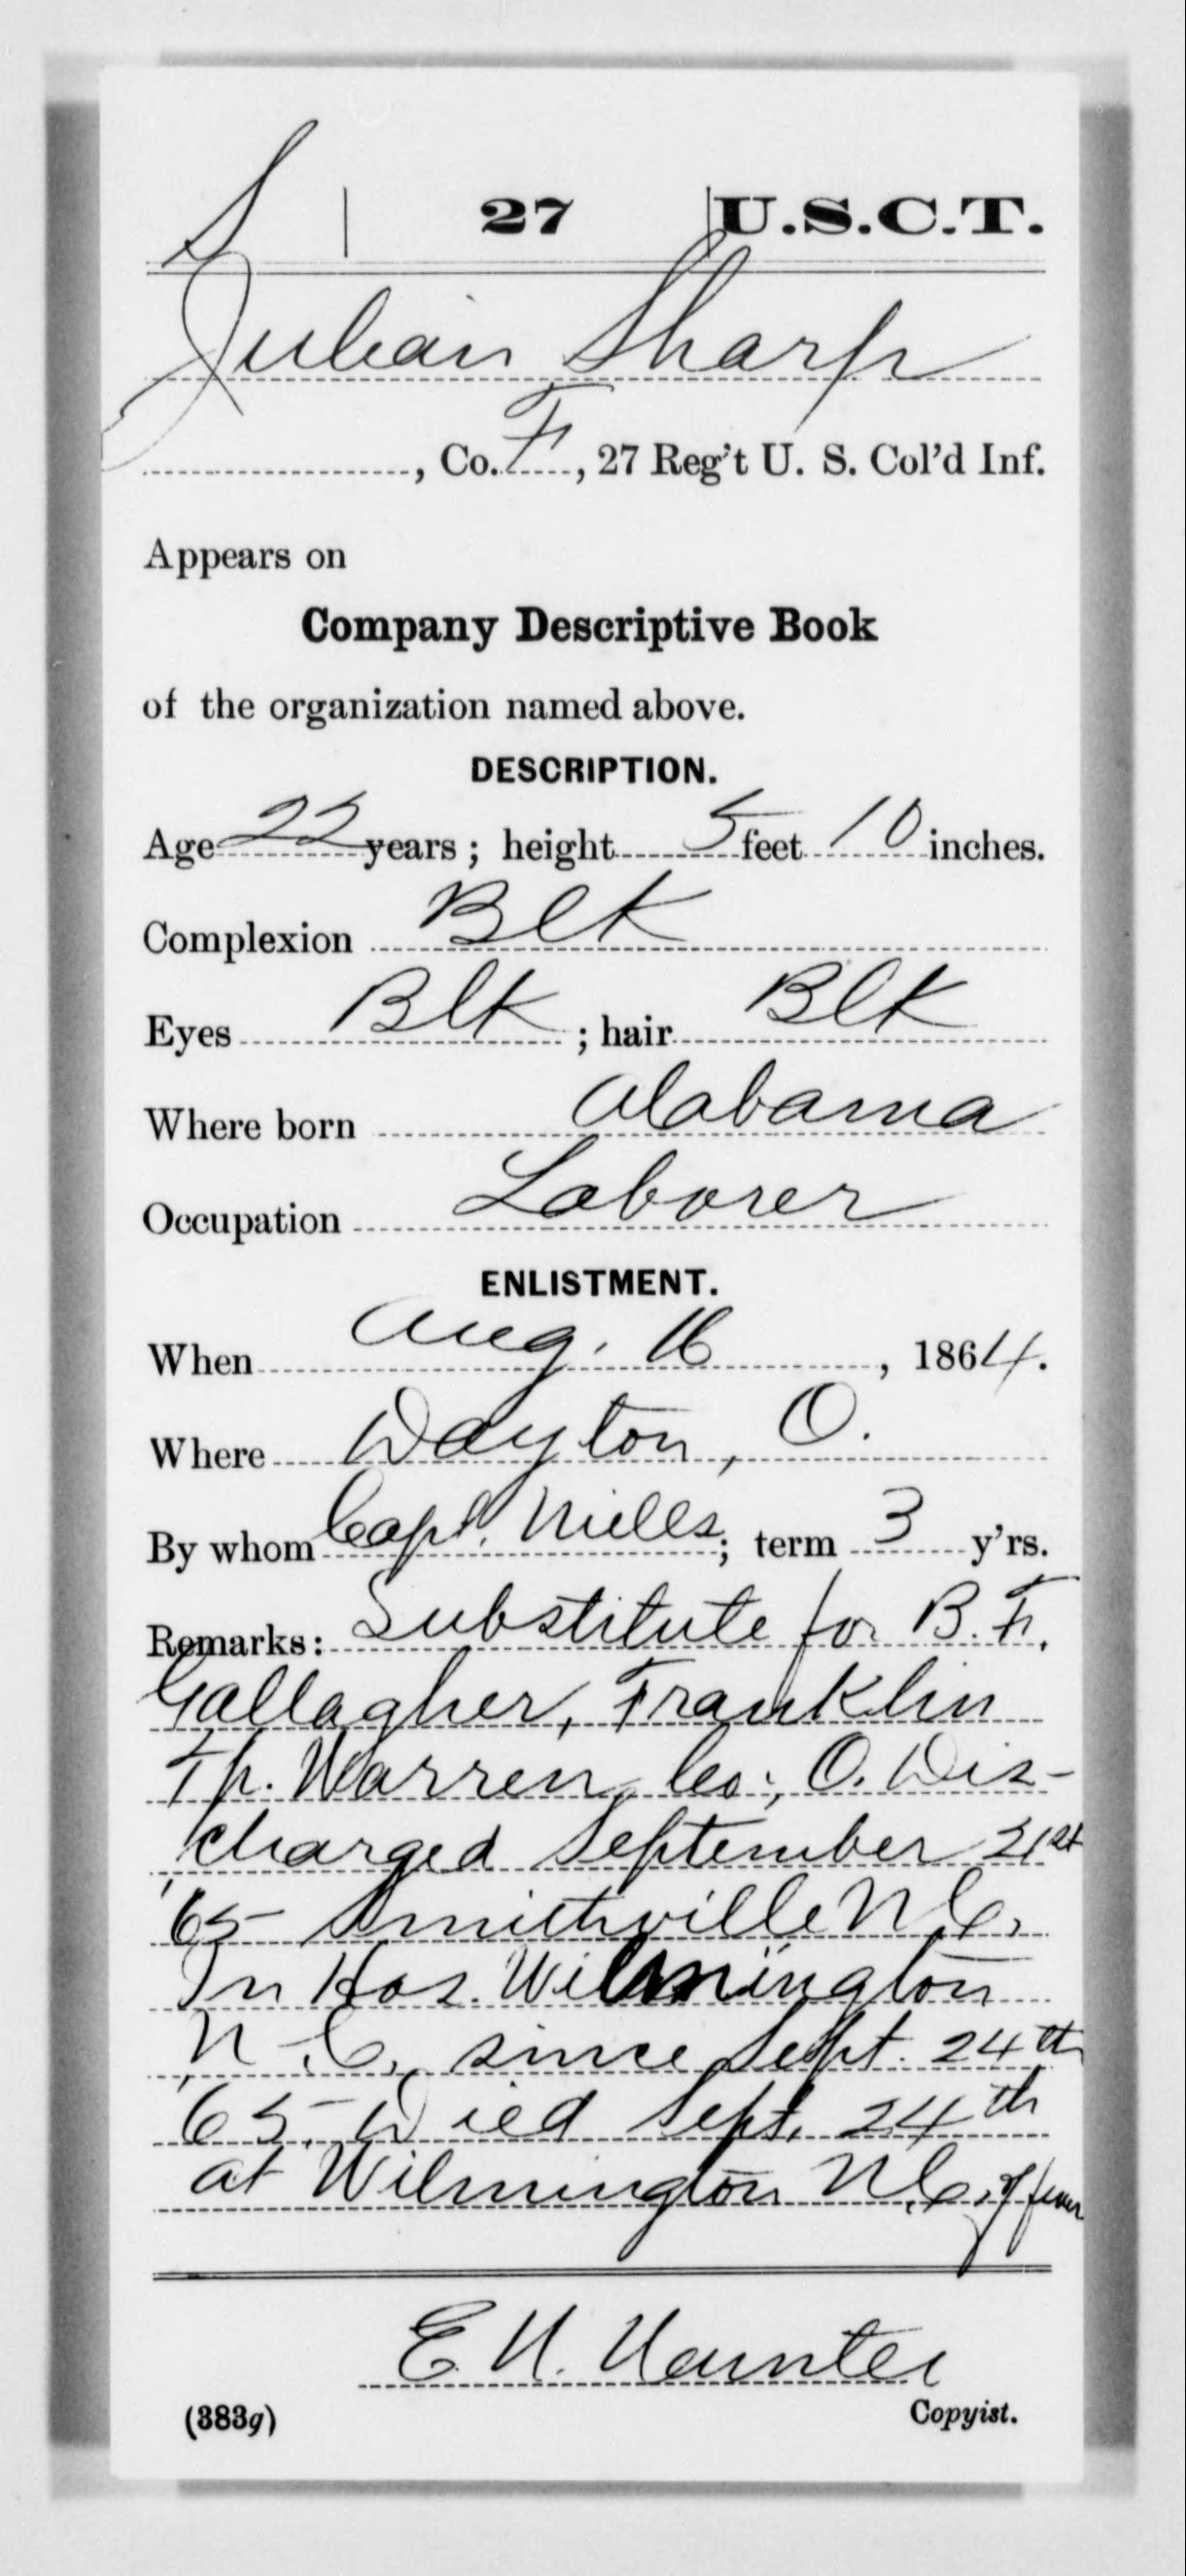 S | 27 | U.S.C.T.
Julian Sharp
, Co. F, 27 Reg't U. S. Col'd Inf.
Appears on
Company Descriptive Book
of the organization named above.
DESCRIPTION.
Age 22 years; height 5 feet 10 inches.
Complexion Blk
Eyes Blk; hair Blk
Where born Alabama
Occupation Laborer
ENLISTMENT.
When Aug. 16, 1864.
Where Dayton, O.
By whom Capt. Mills; term 3 y'rs.
Remarks: Substitute for B. F.
Gallagher, Franklin
Tp. Warren, Co., O. Dis-
charged September 21st
'65 Smithville N.C.
In Hos. Wilmington
N.C., since Sept. 24th
'65. Died Sept. 24th
at Wilmington N.C. of fever
E.
(383g) Copyist.